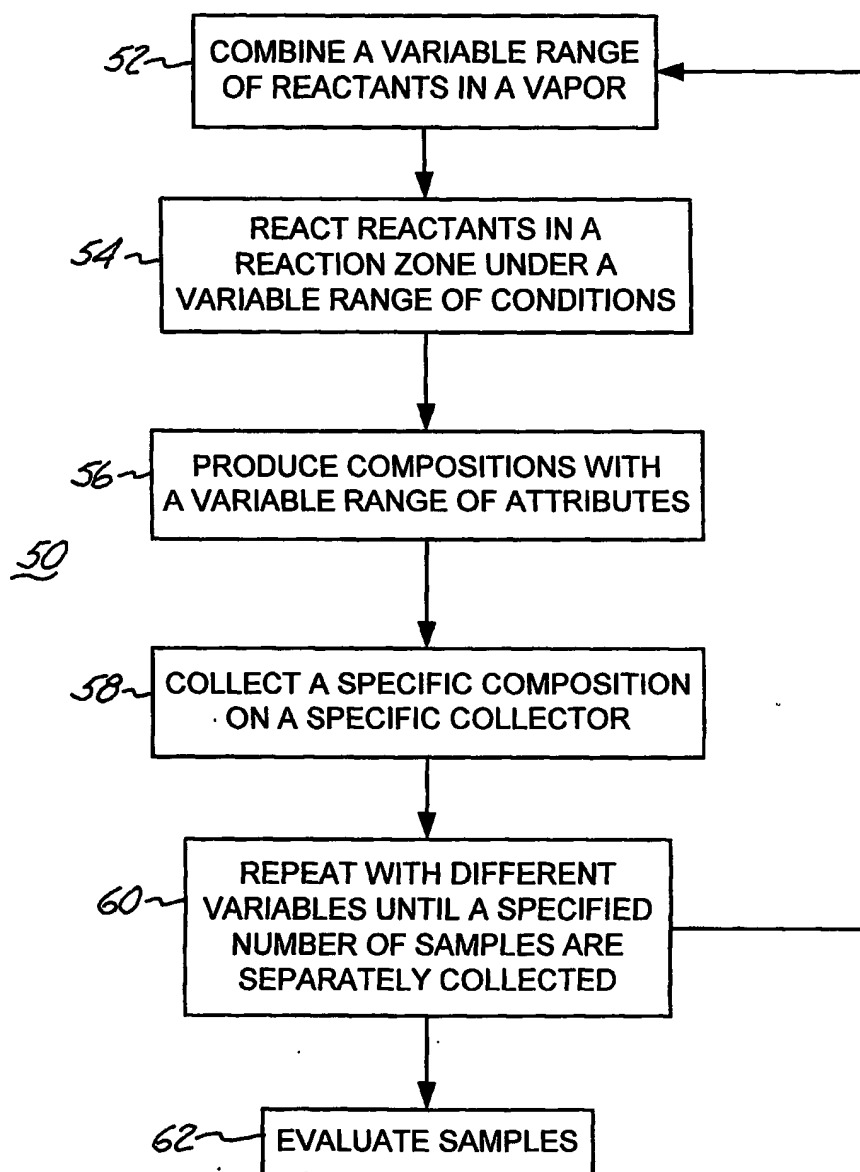 52
COMBINE A VARIABLE RANGE
OF REACTANTS IN A VAPOR
54
REACT REACTANTS IN A
REACTION ZONE UNDER A
VARIABLE RANGE OF CONDITIONS
56
PRODUCE COMPOSITIONS WITH
A VARIABLE RANGE OF ATTRIBUTES
50
58
COLLECT A SPECIFIC COMPOSITION
ON A SPECIFIC COLLECTOR
60
REPEAT WITH DIFFERENT
VARIABLES UNTIL A SPECIFIED
NUMBER OF SAMPLES ARE
SEPARATELY COLLECTED
62
EVALUATE SAMPLES